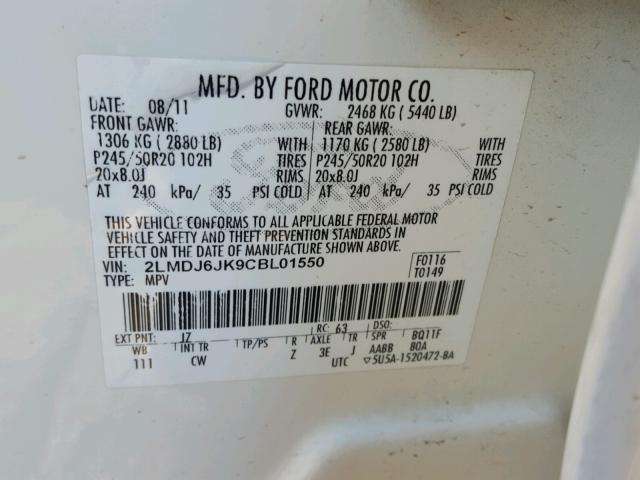 MFD. BY FORD MOTOR CO.
DATE: 08/11 GVWR: 2468 KG ( 5440 LB)
FRONT GAWR: REAR GAWR:
1306 KG ( 2880 LB) WITH 1170 KG ( 2580 LB) WITH
P245/50R20 102H TIRES P245/50R20 102H TIRES
20x8.0J RIMS 20x8.0J RIMS
AT 240 kPa/ 35 PSI COLD AT 240 kPa/ 35 PSI COLD
THIS VEHICLE CONFORMS TO ALL APPLICABLE FEDERAL MOTOR
VEHICLE SAFETY AND THEFT PREVENTION STANDARDS IN
EFFECT ON THE DATE OF MANUFACTURE SHOWN ABOVE.
VIN: 2LMDJ6JK9CBL01550 F0116
TYPE: MPV T0149
EXT PNT: JZ RC: 63 DSO:
WB INT TR TP/PS R AXLE TR SPR BQ11F
111 CW Z 3E J AABB 80A
UTC ▽5U5A-1520472-BA